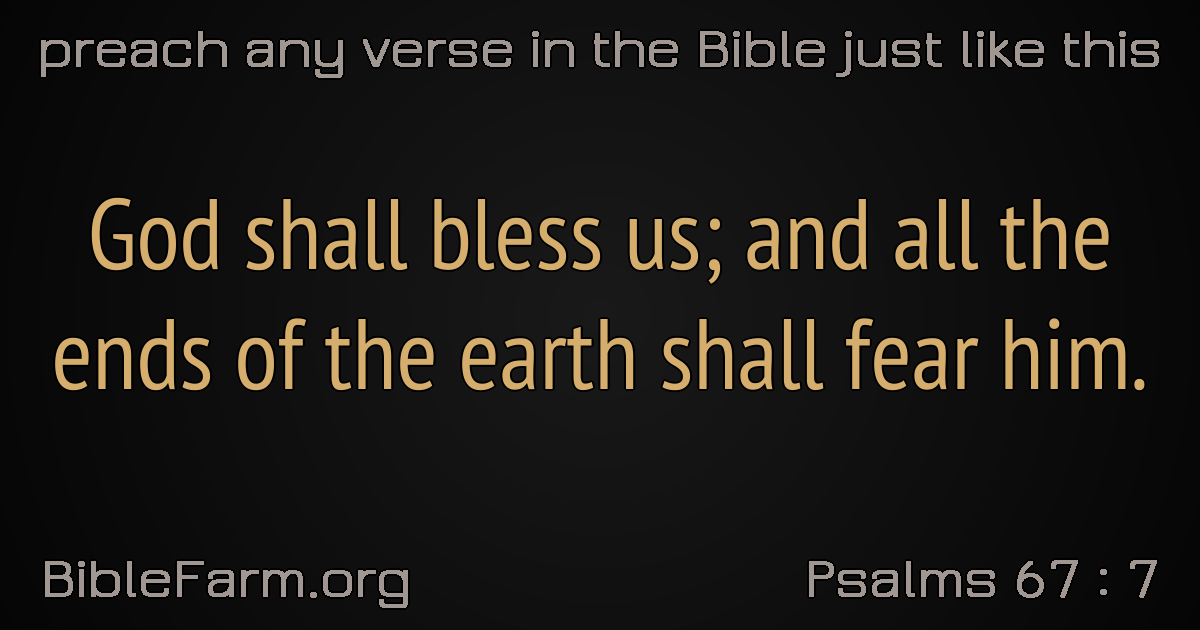 preach any verse in the Bible just like this
God shall bless us; and all the
ends of the earth shall fear him.
BibleFarm.org
Psalms 67 : 7